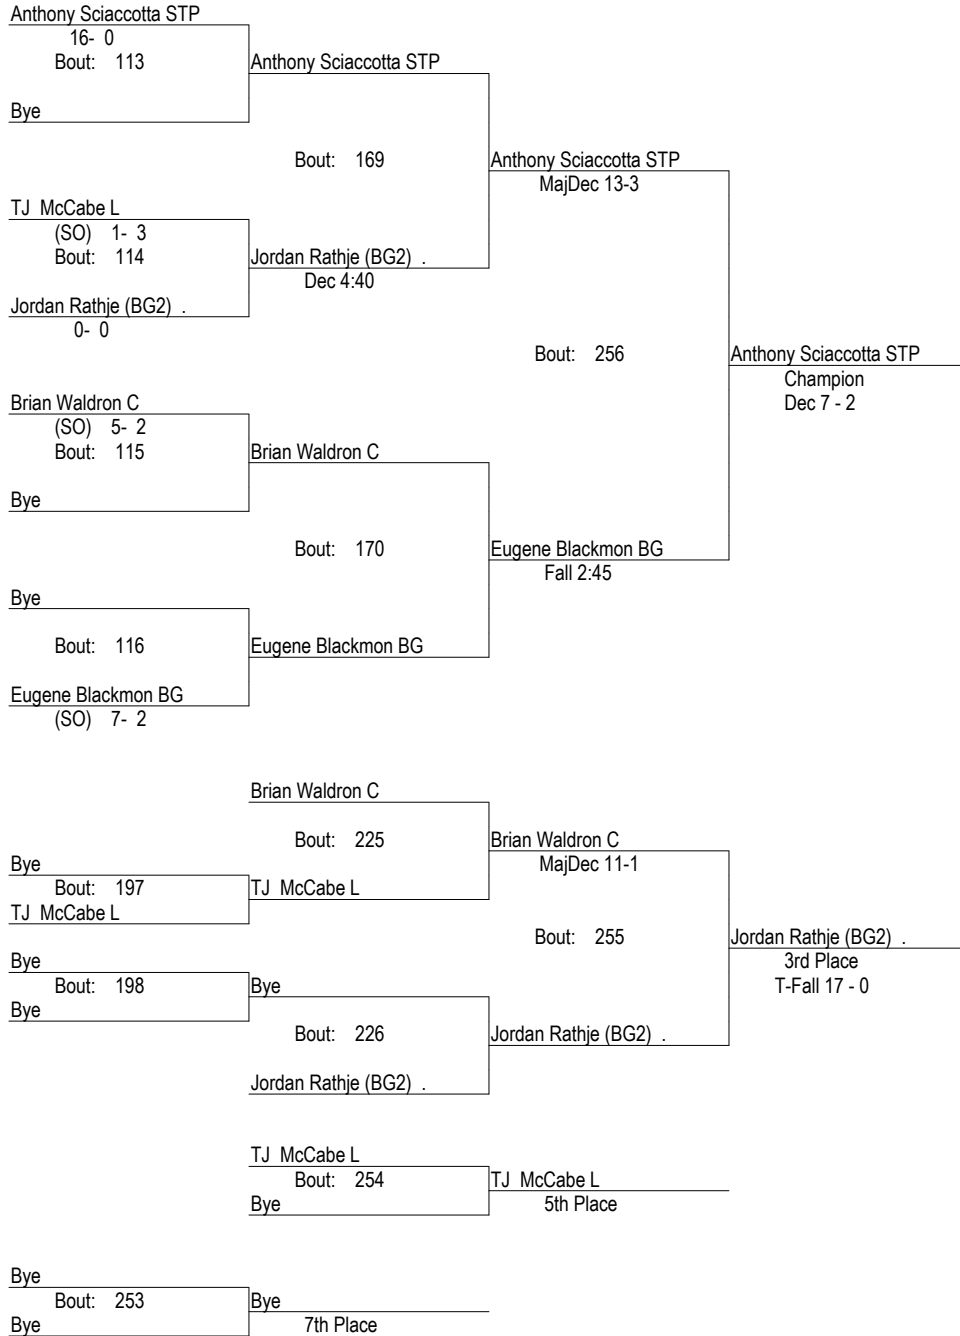 Anthony Sciaccotta STP
16- 0
Bout: 113
Anthony Sciaccotta STP
Bye
Bout: 169
Anthony Sciaccotta STP
MajDec 13-3
TJ McCabe L
(SO) 1- 3
Bout: 114
Jordan Rathje (BG2) .
Dec 4:40
Jordan Rathje (BG2) .
0- 0
Bout: 256
Anthony Sciaccotta STP
Champion
Dec 7 - 2
Brian Waldron C
(SO) 5- 2
Bout: 115
Brian Waldron C
Bye
Bout: 170
Eugene Blackmon BG
Fall 2:45
Bye
Bout: 116
Eugene Blackmon BG
Eugene Blackmon BG
(SO) 7- 2
Brian Waldron C
Bout: 225
Brian Waldron C
MajDec 11-1
Bye
Bout: 197
TJ McCabe L
TJ McCabe L
Bout: 255
Jordan Rathje (BG2) .
3rd Place
T-Fall 17 - 0
Bye
Bout: 198
Bye
Bye
Bout: 226
Jordan Rathje (BG2) .
Jordan Rathje (BG2) .
TJ McCabe L
Bout: 254
TJ McCabe L
Bye
5th Place
Bye
Bout: 253
Bye
Bye
7th Place